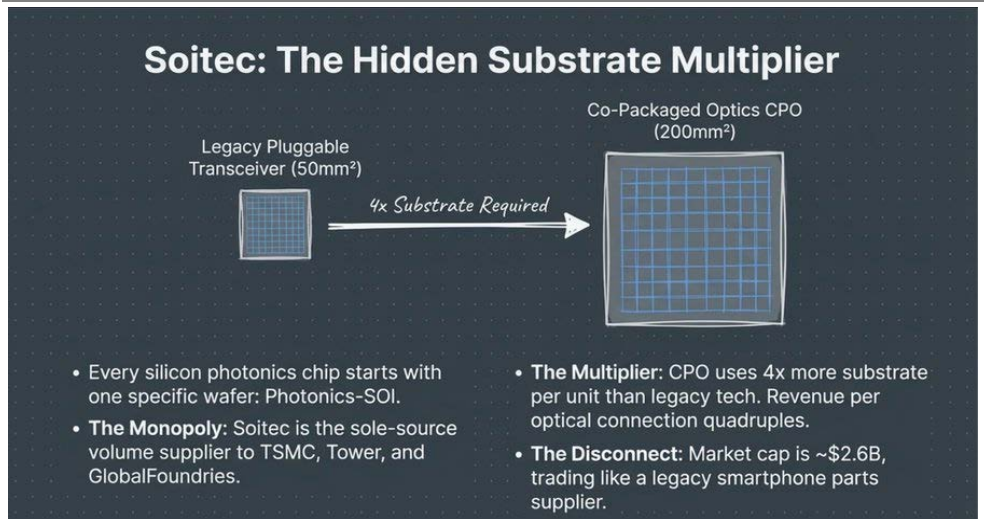 Soitec: The Hidden Substrate Multiplier
Legacy Pluggable
Transceiver (50mm²)
4x Substrate Required
Co-Packaged Optics CPO
(200mm²)
• Every silicon photonics chip starts with
one specific wafer: Photonics-SOI.
• The Monopoly: Soitec is the sole-source
volume supplier to TSMC, Tower, and
GlobalFoundries.
• The Multiplier: CPO uses 4x more substrate
per unit than legacy tech. Revenue per
optical connection quadruples.
• The Disconnect: Market cap is ~$2.6B,
trading like a legacy smartphone parts
supplier.